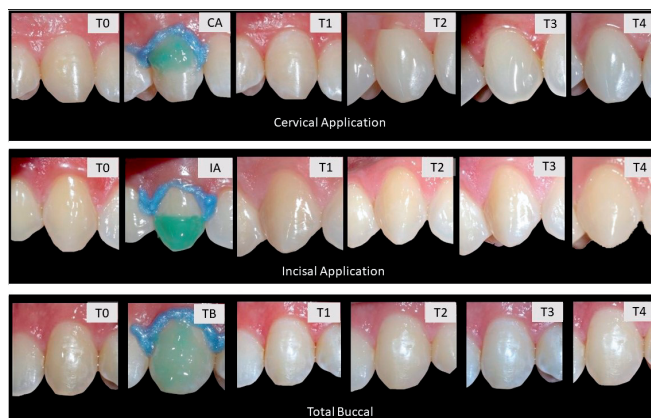 T0 CA T1 T2 T3 T4
Cervical Application
T0 IA T1 T2 T3 T4
Incisal Application
T0 TB T1 T2 T3 T4
Total Buccal